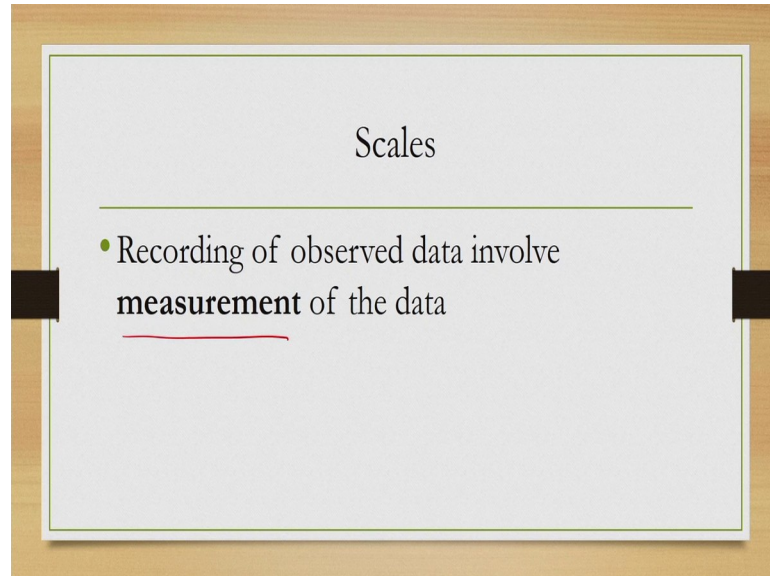 Scales
• Recording of observed data involve
measurement of the data